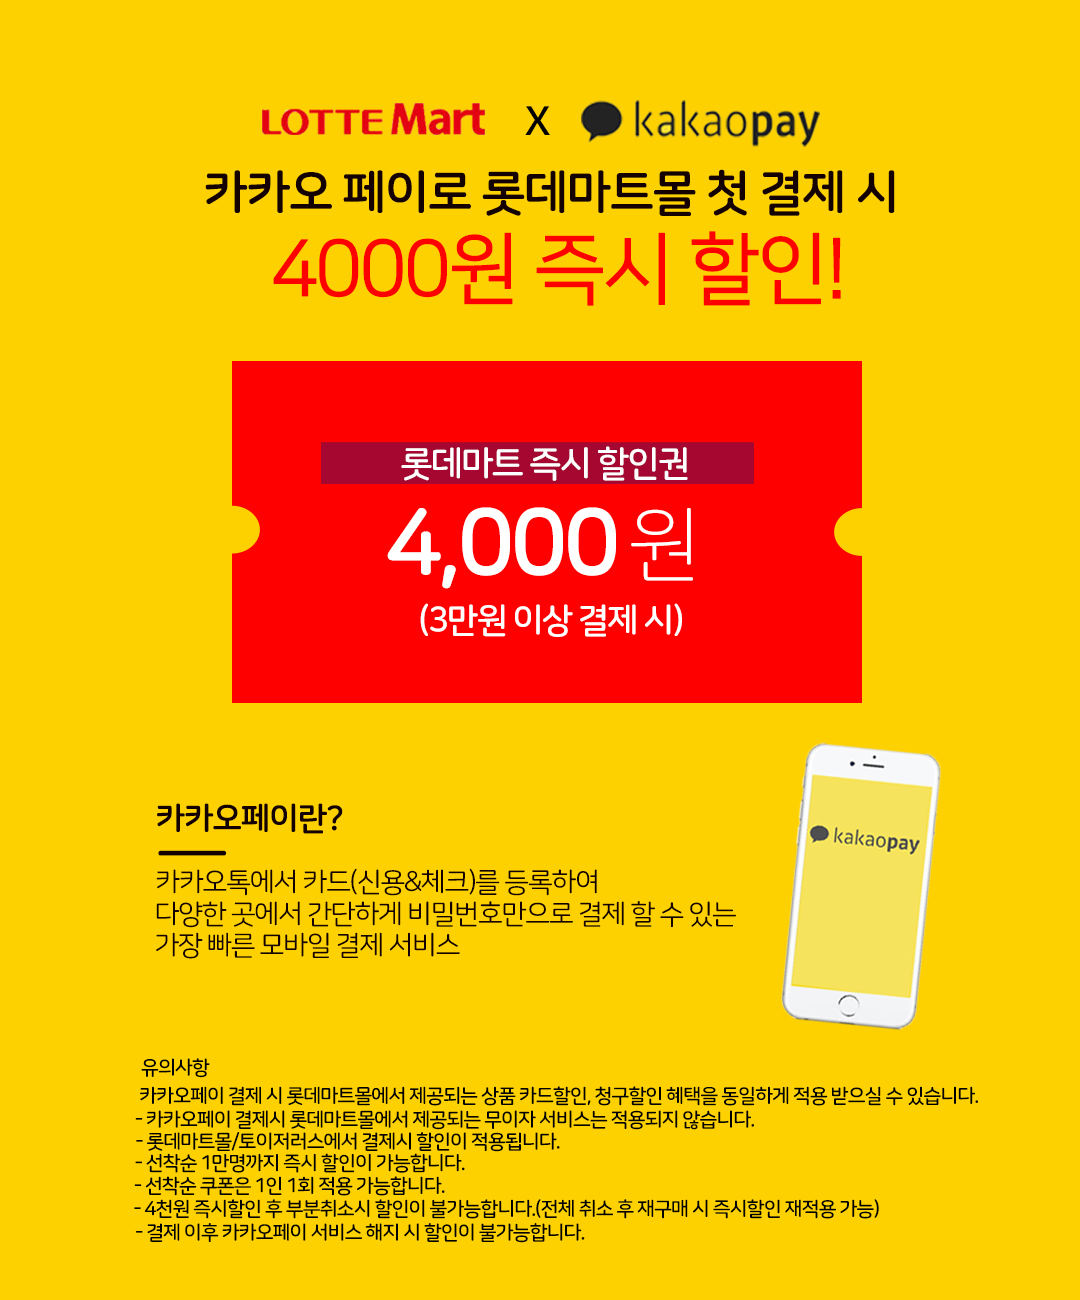 LOTTE Mart X kakaopay
카카오 페이로 롯데마트몰 첫 결제 시
4000원 즉시 할인!
롯데마트 즉시 할인권
4,000 원
(3만원 이상 결제 시)
카카오페이란?
카카오톡에서 카드(신용&체크)를 등록하여
다양한 곳에서 간단하게 비밀번호만으로 결제 할 수 있는
가장 빠른 모바일 결제 서비스
kakaopay
유의사항
카카오페이 결제 시 롯데마트몰에서 제공되는 상품 카드할인, 청구할인 혜택을 동일하게 적용 받으실 수 있습니다.
- 카카오페이 결제시 롯데마트몰에서 제공되는 무이자 서비스는 적용되지 않습니다.
- 롯데마트몰/토이저러스에서 결제시 할인이 적용됩니다.
- 선착순 1만명까지 즉시 할인이 가능합니다.
- 선착순 쿠폰은 1인 1회 적용 가능합니다.
- 4천원 즉시할인 후 부분취소시 할인이 불가능합니다.(전체 취소 후 재구매 시 즉시할인 재적용 가능)
- 결제 이후 카카오페이 서비스 해지 시 할인이 불가능합니다.